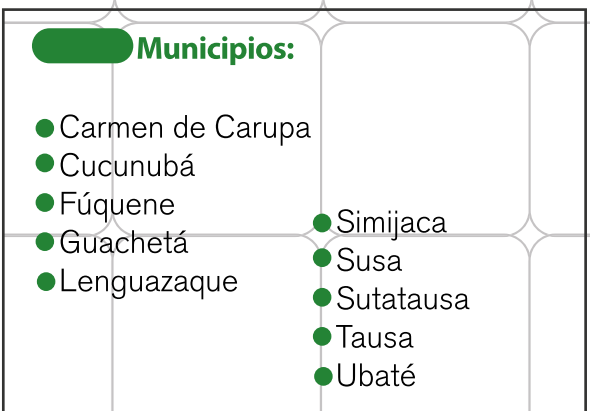 Municipios:
Carmen de Carupa
Cucunubá
Fúquene
Guachetá
Lenguazaque
Simijaca
Susa
Sutatausa
Tausa
Ubaté